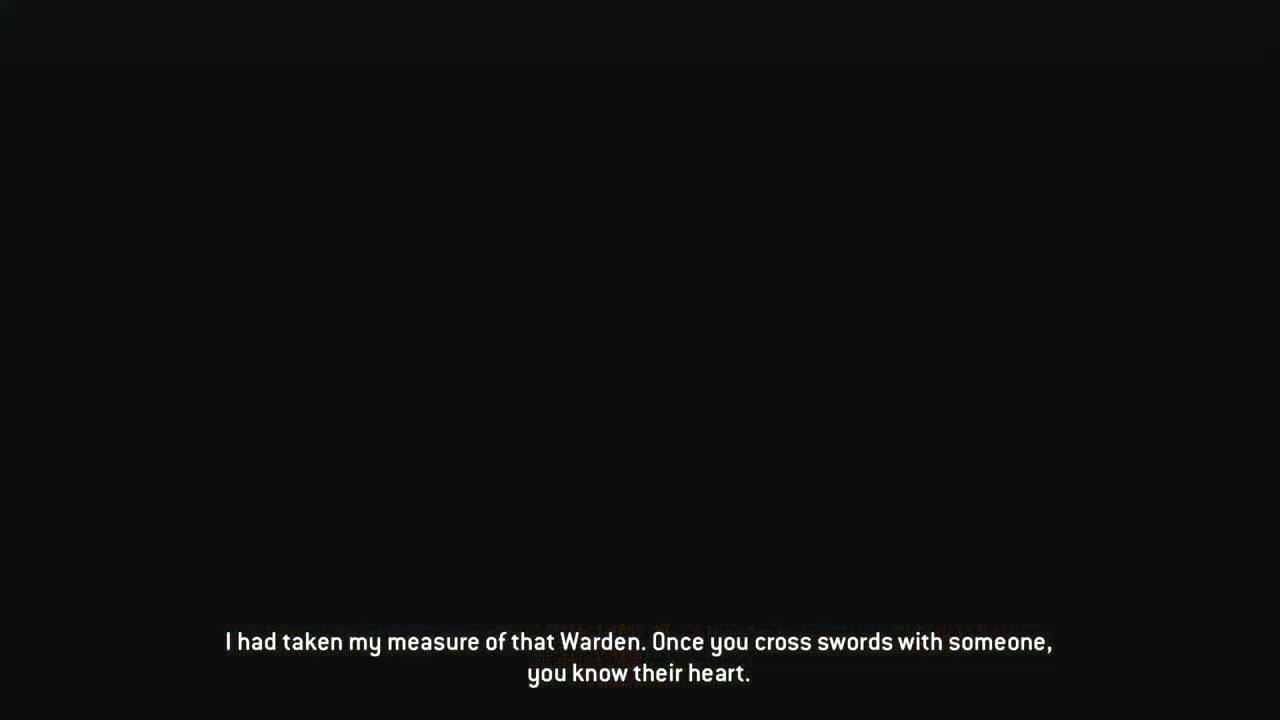 I had taken my measure of that Warden. Once you cross swords with someone,
you know their heart.